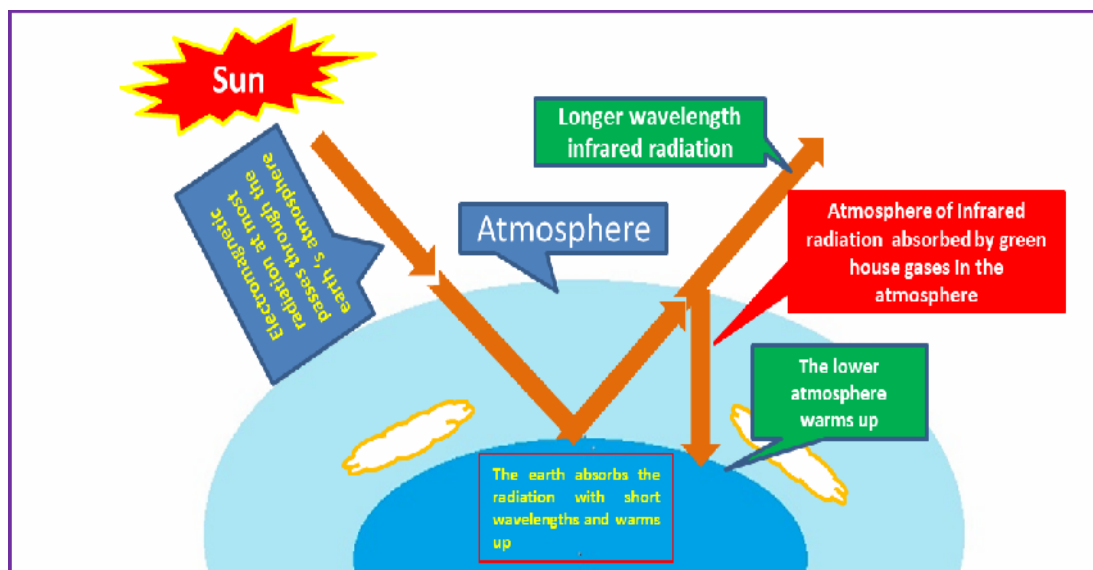 Sun
Electromagnetic
radiation at most
passes through the
earth 's atmosphere
Longer wavelength
infrared radiation
Atmosphere
Atmosphere of Infrared
radiation absorbed by green
house gases in the
atmosphere
The lower
atmosphere
warms up
The earth absorbs the
radiation with short
wavelengths and warms
up